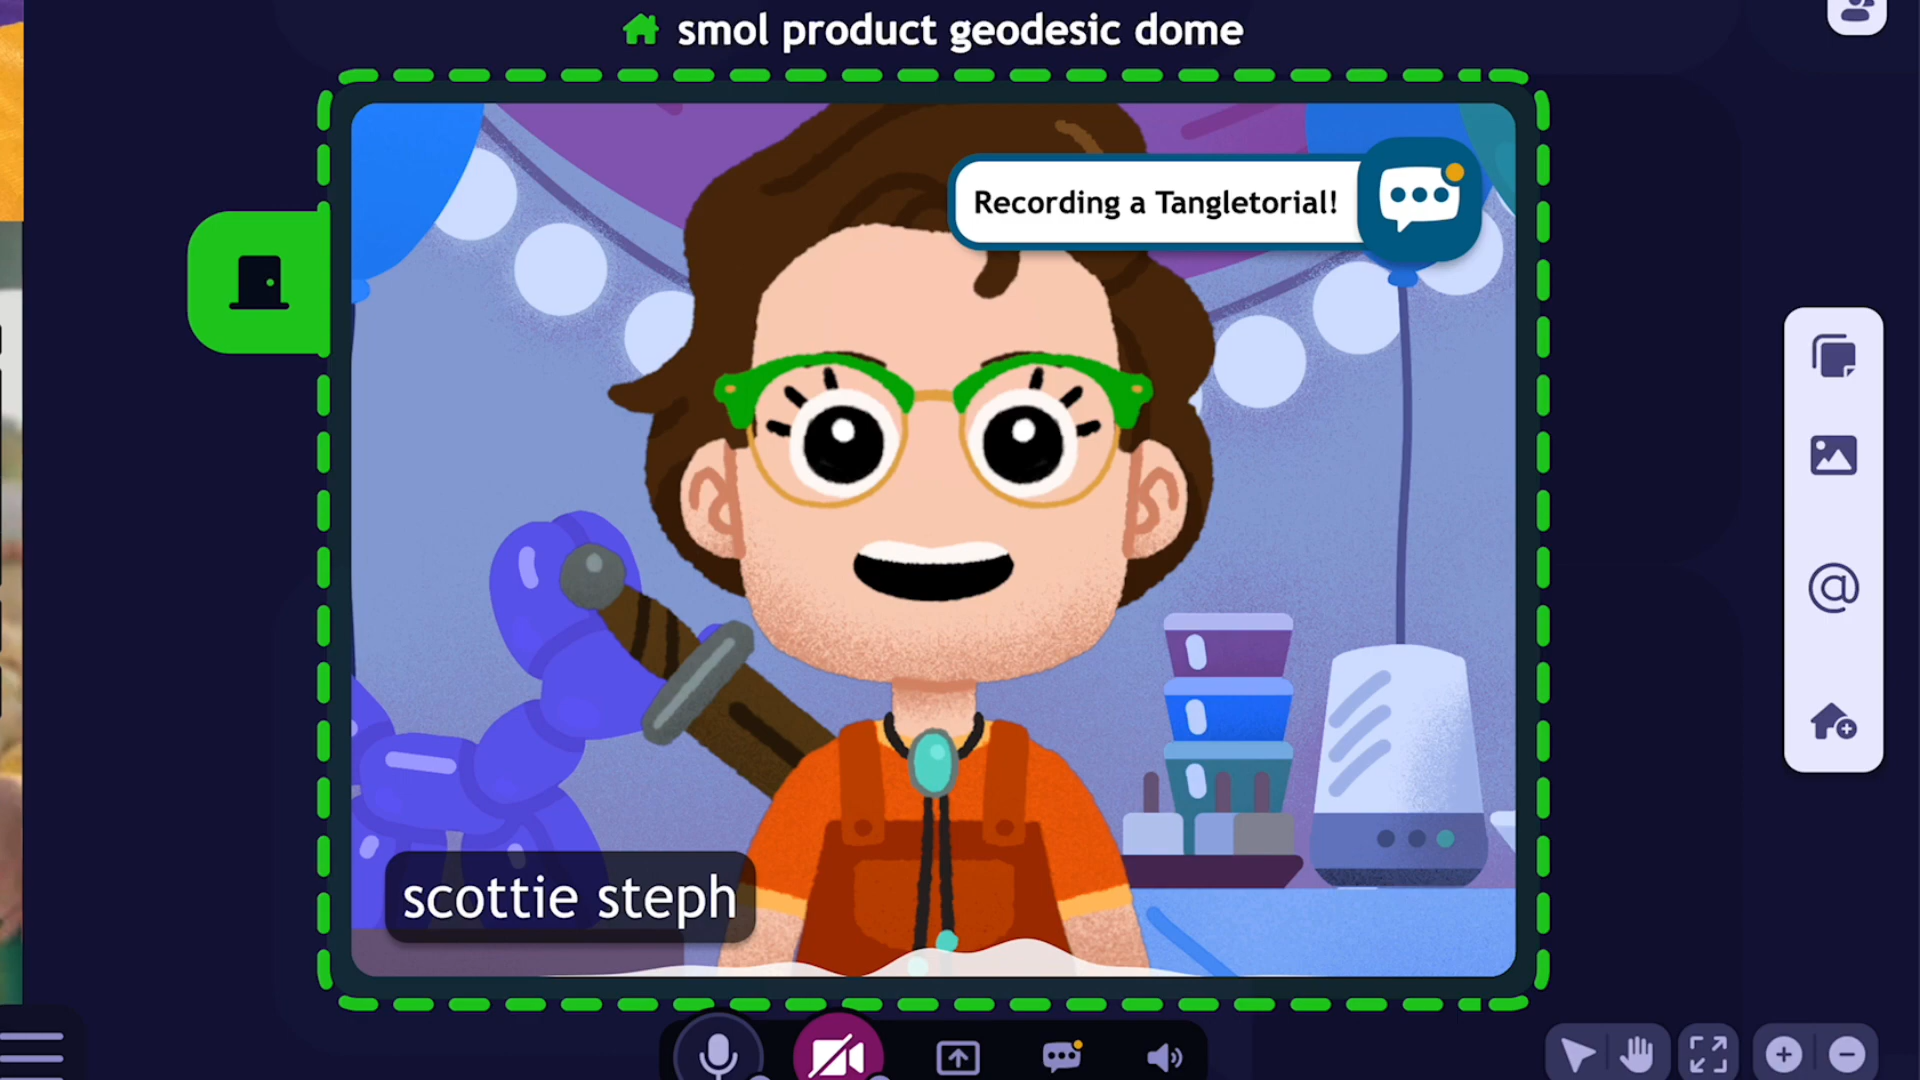 smol product geodesic dome
Recording a Tangletorial!
scottie steph